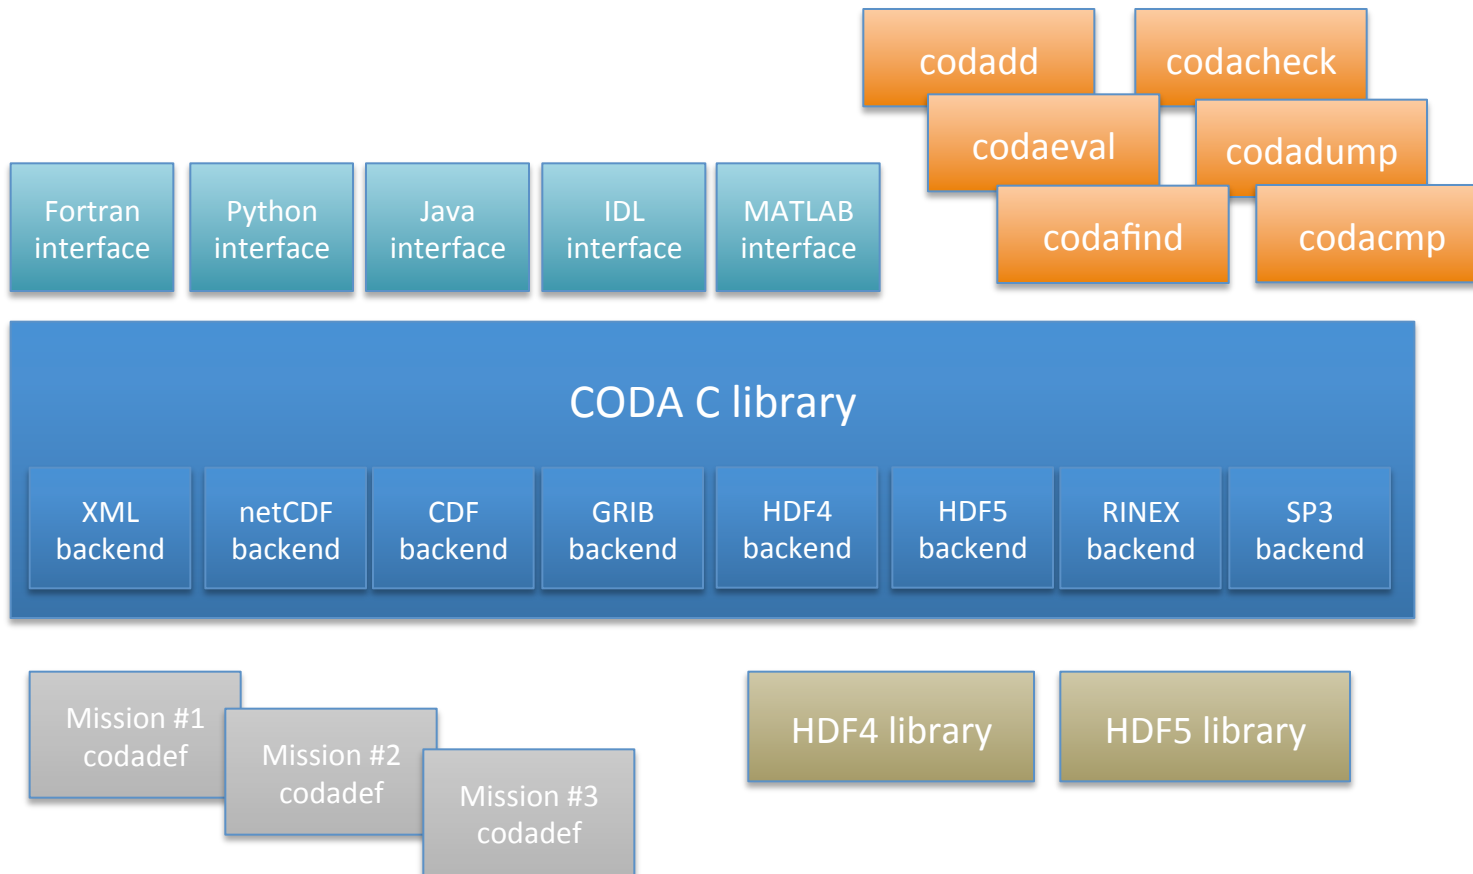 codadd
codacheck
codaeval
codadump
codafind
codacmp
Fortran
interface
Python
interface
Java
interface
IDL
interface
MATLAB
interface
CODA C library
XML
backend
netCDF
backend
CDF
backend
GRIB
backend
HDF4
backend
HDF5
backend
RINEX
backend
SP3
backend
Mission #1
codadef
Mission #2
codadef
Mission #3
codadef
HDF4 library
HDF5 library